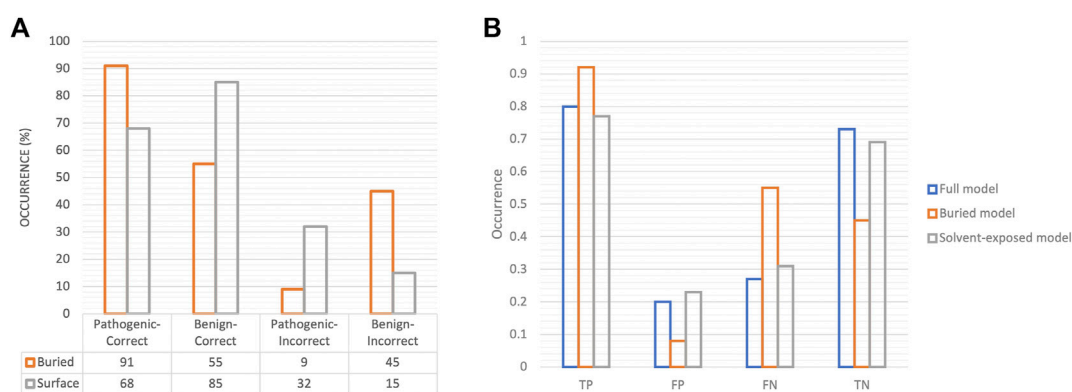 A
OCCURRENCE (%)
100
90
80
70
60
50
40
30
20
10
0
Pathogenic- Benign- Pathogenic- Benign-
Correct Correct Incorrect Incorrect
Buried 91 55 9 45
Surface 68 85 32 15
B
Occurrence
1
0.9
0.8
0.7
0.6
0.5
0.4
0.3
0.2
0.1
0
TP FP FN TN
Full model
Buried model
Solvent-exposed model